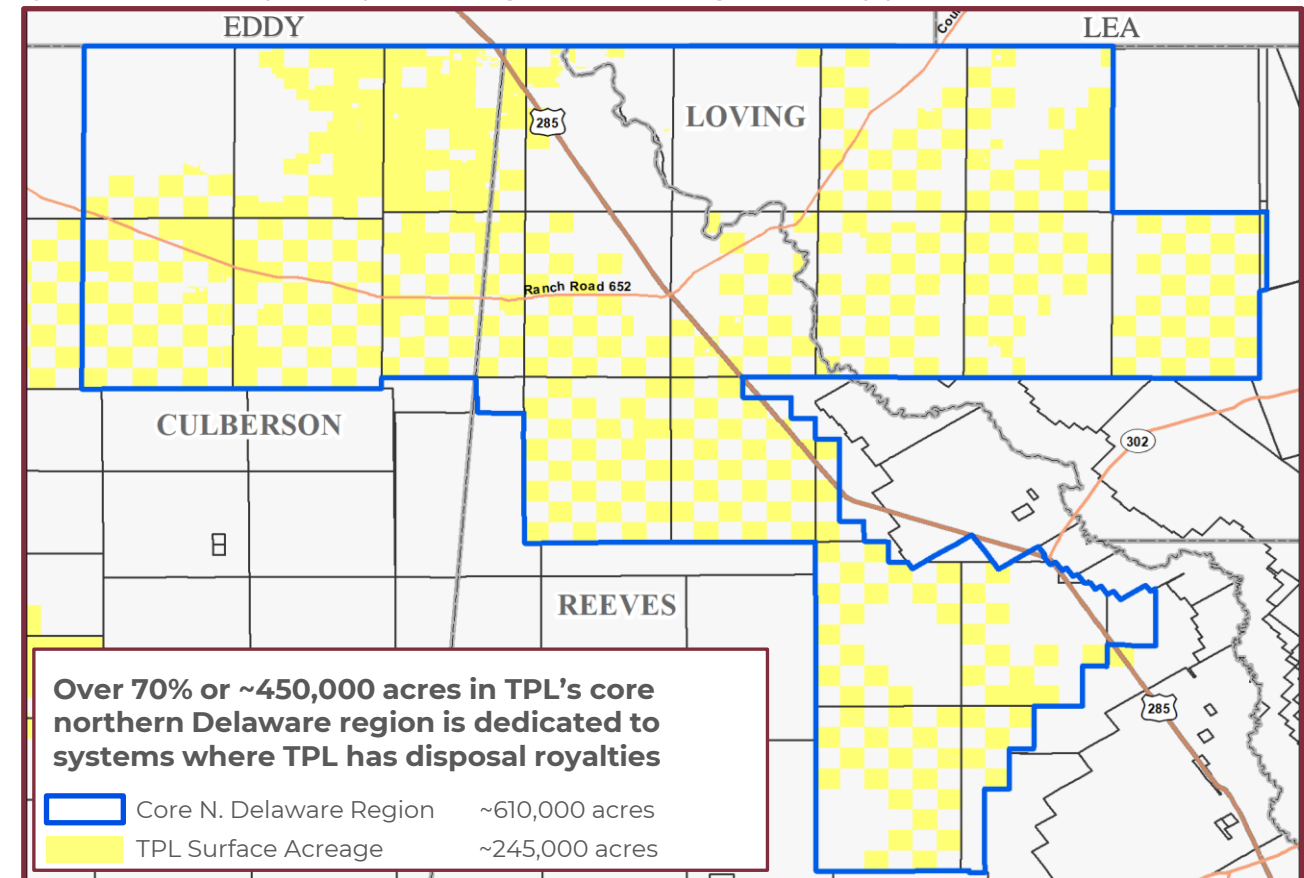 EDDY
LEA
Cou
285
LOVING
Ranch Road 652
CULBERSON
302
REEVES
285
Over 70% or ~450,000 acres in TPL's core
northern Delaware region is dedicated to
systems where TPL has disposal royalties
Core N. Delaware Region ~610,000 acres
TPL Surface Acreage ~245,000 acres